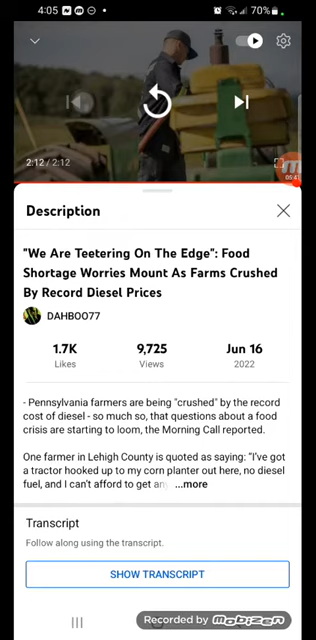 4:05
70%
2:12 / 2:12
05:41
Description
"We Are Teetering On The Edge": Food
Shortage Worries Mount As Farms Crushed
By Record Diesel Prices
DAHBOO77
1.7K 9,725 Jun 16
Likes Views 2022
- Pennsylvania farmers are being "crushed" by the record
cost of diesel - so much so, that questions about a food
crisis are starting to loom, the Morning Call reported.
One farmer in Lehigh County is quoted as saying: "I've got
a tractor hooked up to my corn planter out here, no diesel
fuel, and I can't afford to get any ...more
Transcript
Follow along using the transcript.
SHOW TRANSCRIPT
Recorded by Mobizen